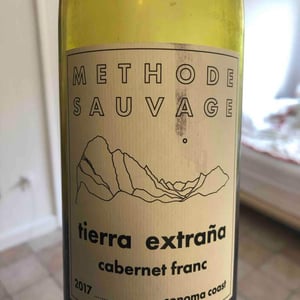 METHODE
SAUVAGE
tierra extraña
cabernet franc
2017 sonoma coast